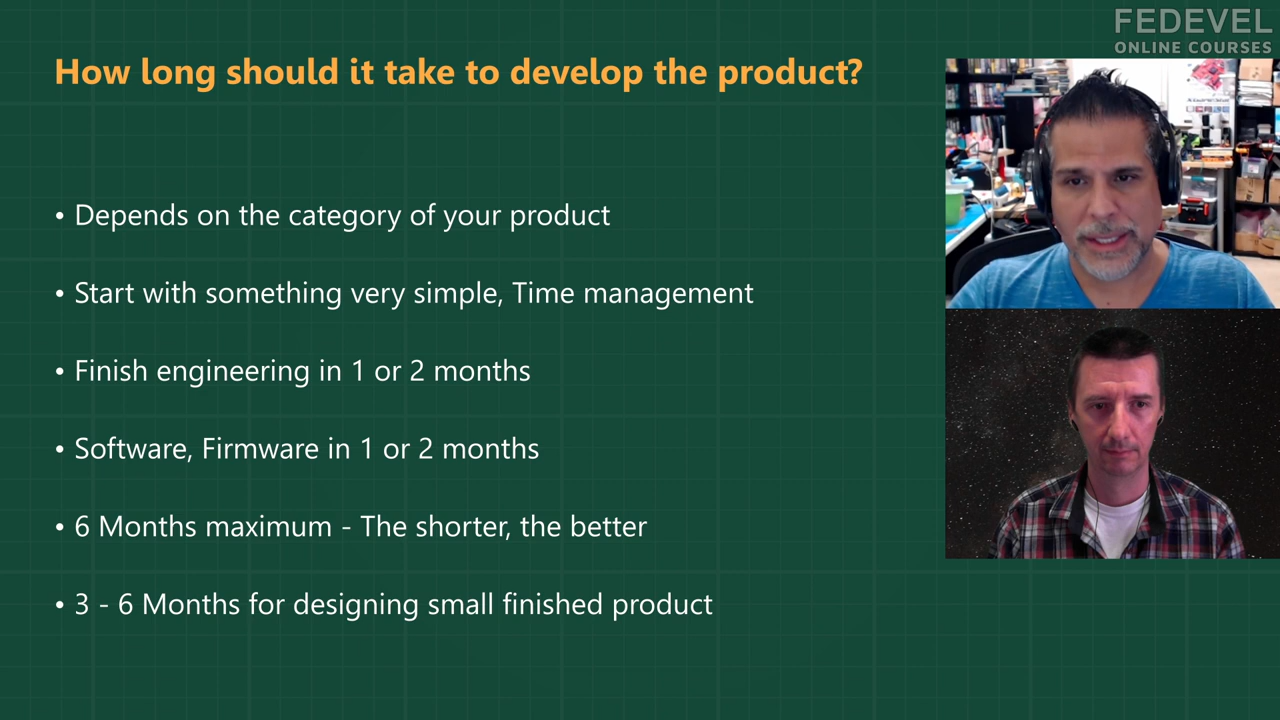 FEDEVEL
ONLINE COURSES
How long should it take to develop the product?
• Depends on the category of your product
• Start with something very simple, Time management
• Finish engineering in 1 or 2 months
• Software, Firmware in 1 or 2 months
• 6 Months maximum - The shorter, the better
• 3 - 6 Months for designing small finished product